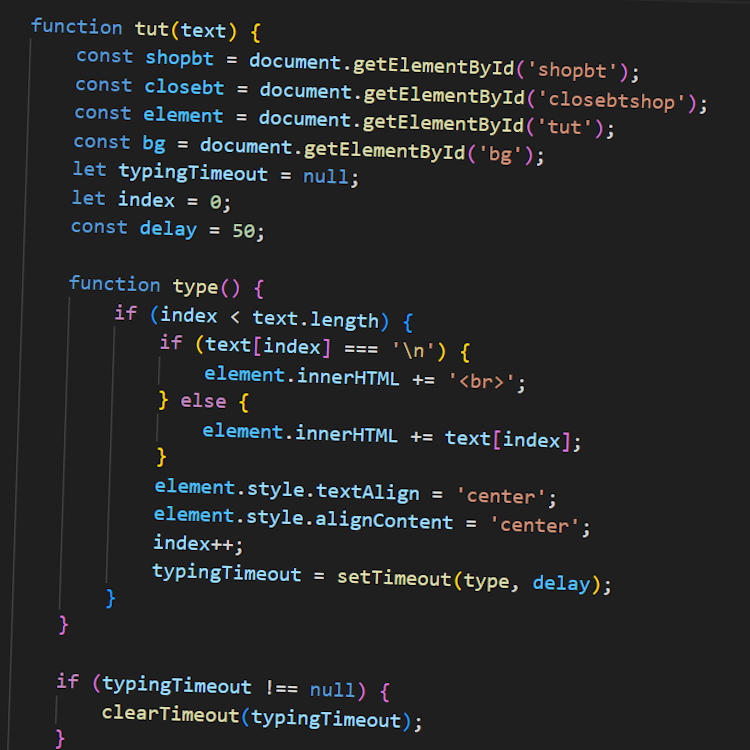 function tut(text) {
const shopbt = document.getElementById('shopbt');
const closebt = document.getElementById('closebtshop');
const element = document.getElementById('tut');
const bg = document.getElementById('bg');
let typingTimeout = null;
let index = 0;
const delay = 50;
function type() {
if (index < text.length) {
if (text[index] === '\n') {
element.innerHTML += '<br>';
} else {
element.innerHTML += text[index];
}
element.style.textAlign = 'center';
element.style.alignContent = 'center';
index++;
typingTimeout = setTimeout(type, delay);
}
}
if (typingTimeout !== null) {
clearTimeout(typingTimeout);
}